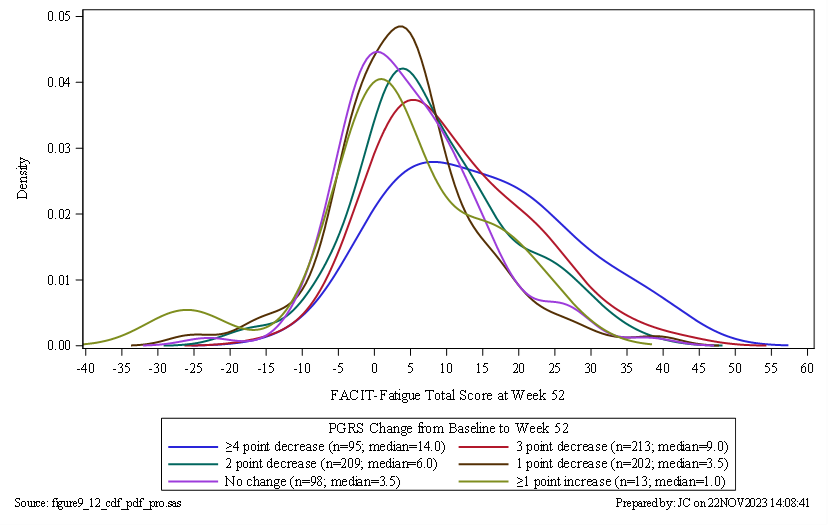 0.05
0.04
0.03
0.02
0.01
0.00
Density
-40 -35 -30 -25 -20 -15 -10 -5 0 5 10 15 20 25 30 35 40 45 50 55 60
FACIT-Fatigue Total Score at Week 52
PGRS Change from Baseline to Week 52
≥4 point decrease (n=95; median=14.0) 3 point decrease (n=213; median=9.0)
2 point decrease (n=209; median=6.0) 1 point decrease (n=202; median=3.5)
No change (n=98; median=3.5) ≥1 point increase (n=13; median=1.0)
Source: figure9_12_cdf_pdf_pro.sas Prepared by: JC on 22NOV2023 14:08:41